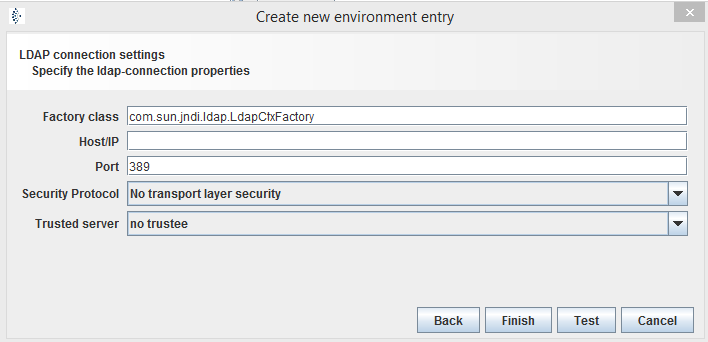 Create new environment entry
LDAP connection settings
Specify the ldap-connection properties
Factory class com.sun.jndi.ldap.LdapCtxFactory
Host/IP
Port 389
Security Protocol No transport layer security
Trusted server no trustee
Back Finish Test Cancel